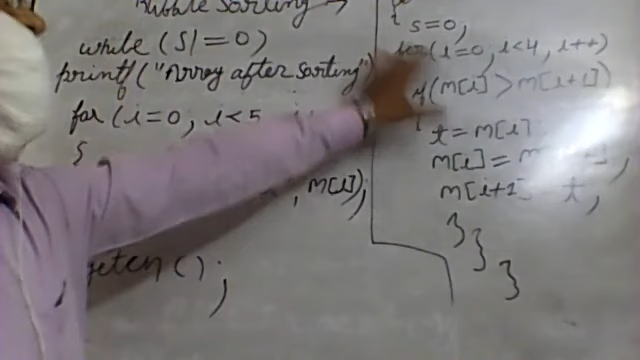 Bubble Sorting →
while (S!=0)
printf("Array after sorting")
for (i=0, i<5
{
, m[i]);
getch();
{ s=0,
for(i=0, i<4, i++)
if(m[i]>m[i+1])
t=m[i]
m[i]=
m[i+1] t,
}
}
}